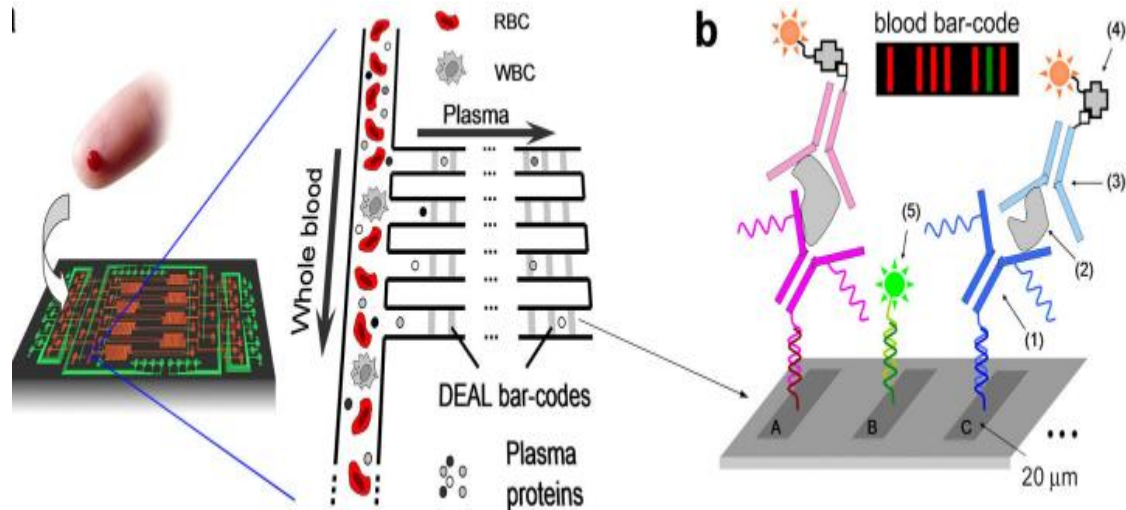 a
RBC
WBC
Plasma
Whole blood
DEAL bar-codes
Plasma
proteins
b
blood bar-code
(4)
(3)
(5)
(2)
(1)
A
B
C
20 μm